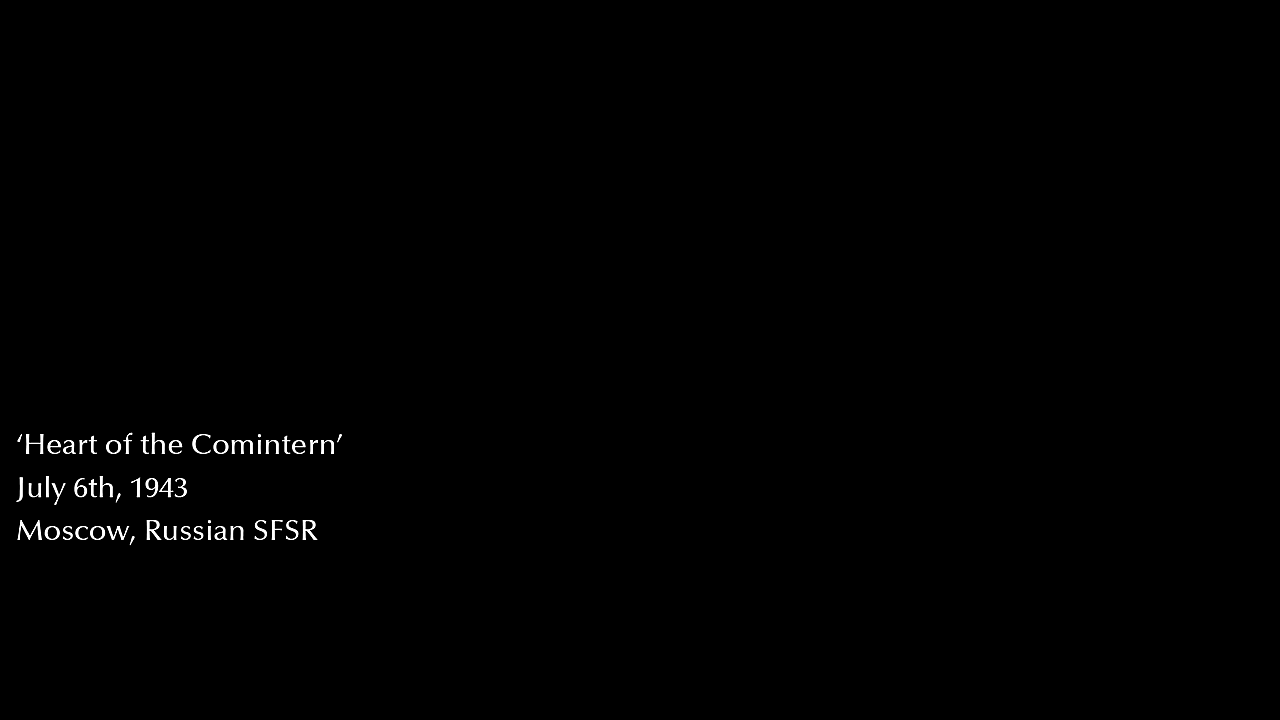 ‘Heart of the Comintern’
July 6th, 1943
Moscow, Russian SFSR